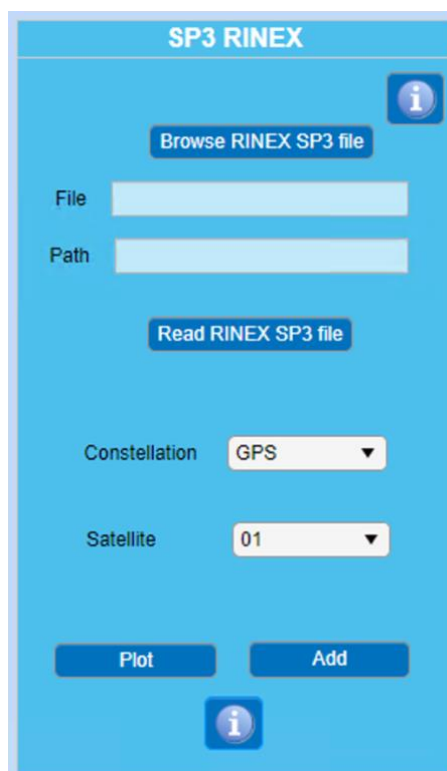 SP3 RINEX
i
Browse RINEX SP3 file
File
Path
Read RINEX SP3 file
Constellation GPS
Satellite 01
Plot Add
i